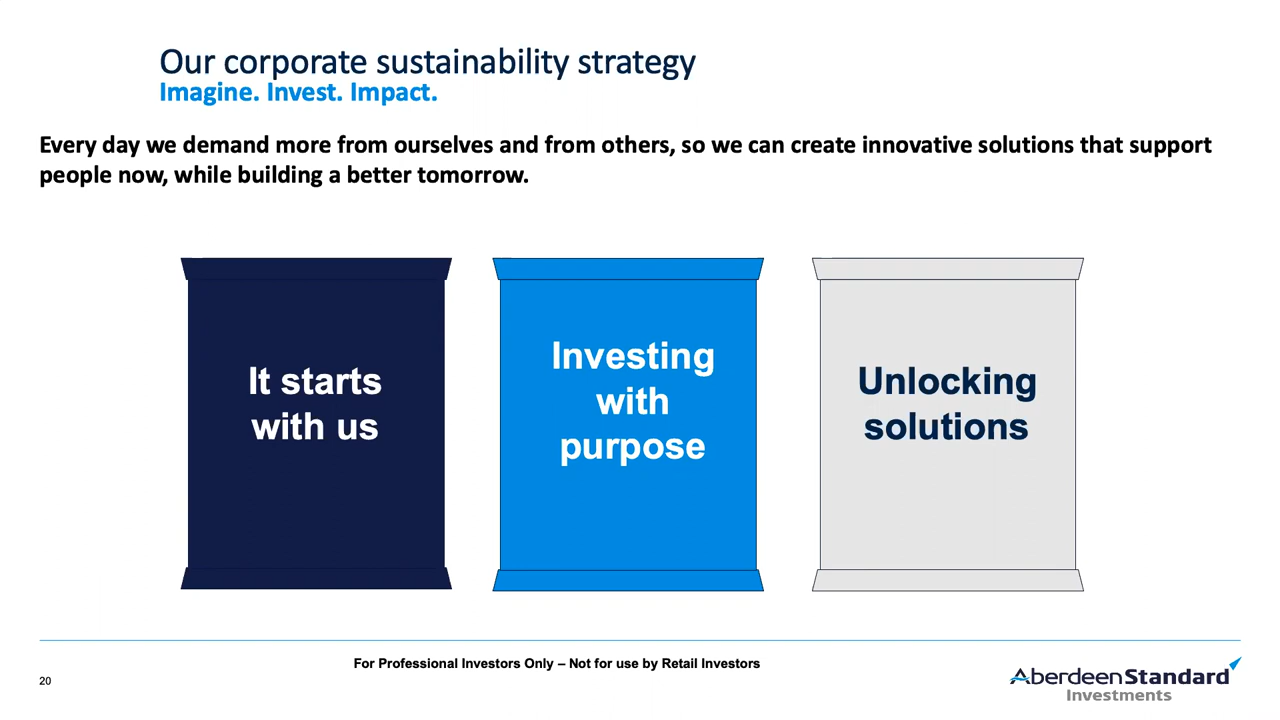 Our corporate sustainability strategy
Imagine. Invest. Impact.
Every day we demand more from ourselves and from others, so we can create innovative solutions that support
people now, while building a better tomorrow.
It starts
with us
Investing
with
purpose
Unlocking
solutions
For Professional Investors Only – Not for use by Retail Investors
20
AberdeenStandard
Investments